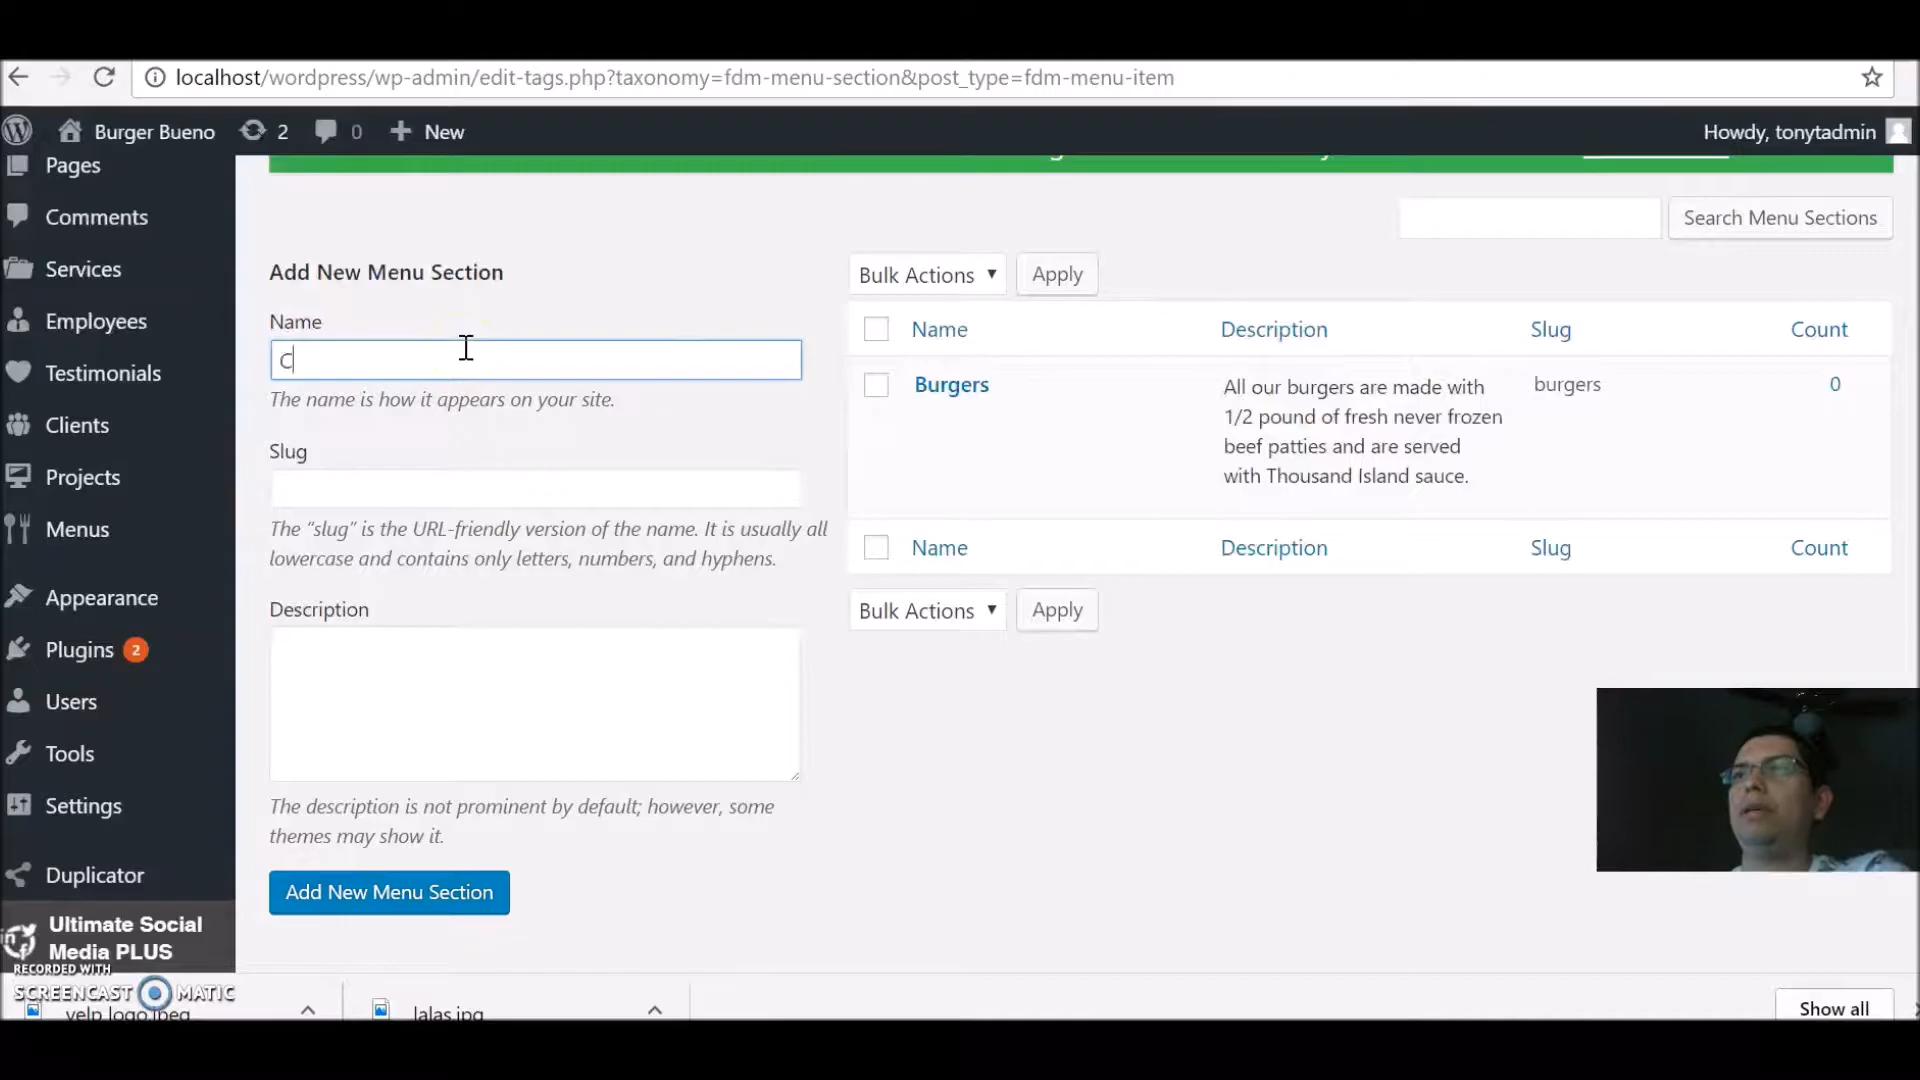 localhost/wordpress/wp-admin/edit-tags.php?taxonomy=fdm-menu-section&post_type=fdm-menu-item
Burger Bueno 2 0 New Howdy, tonytadmin
Pages
Comments
Services
Employees
Testimonials
Clients
Projects
Menus
Appearance
Plugins 2
Users
Tools
Settings
Duplicator
Ultimate Social
Media PLUS
Search Menu Sections
Add New Menu Section
Name
C
The name is how it appears on your site.
Slug
The “slug” is the URL-friendly version of the name. It is usually all
lowercase and contains only letters, numbers, and hyphens.
Description
The description is not prominent by default; however, some
themes may show it.
Add New Menu Section
Bulk Actions Apply
Name Description Slug Count
Burgers All our burgers are made with burgers 0
1/2 pound of fresh never frozen
beef patties and are served
with Thousand Island sauce.
Name Description Slug Count
Bulk Actions Apply
RECORDED WITH
SCREENCAST MATIC
yelp logo.jpeg lalas.jpg Show all